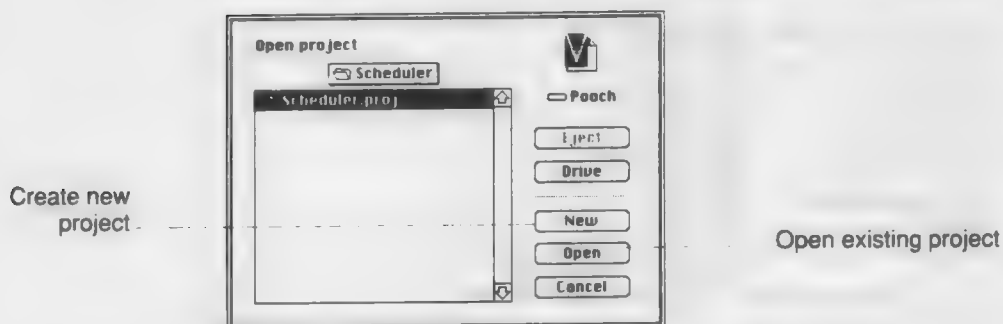 Open project
Scheduler
Scheduler.proj
Pooch
Eject
Drive
Create new
project
New
Open
Open existing project
Cancel